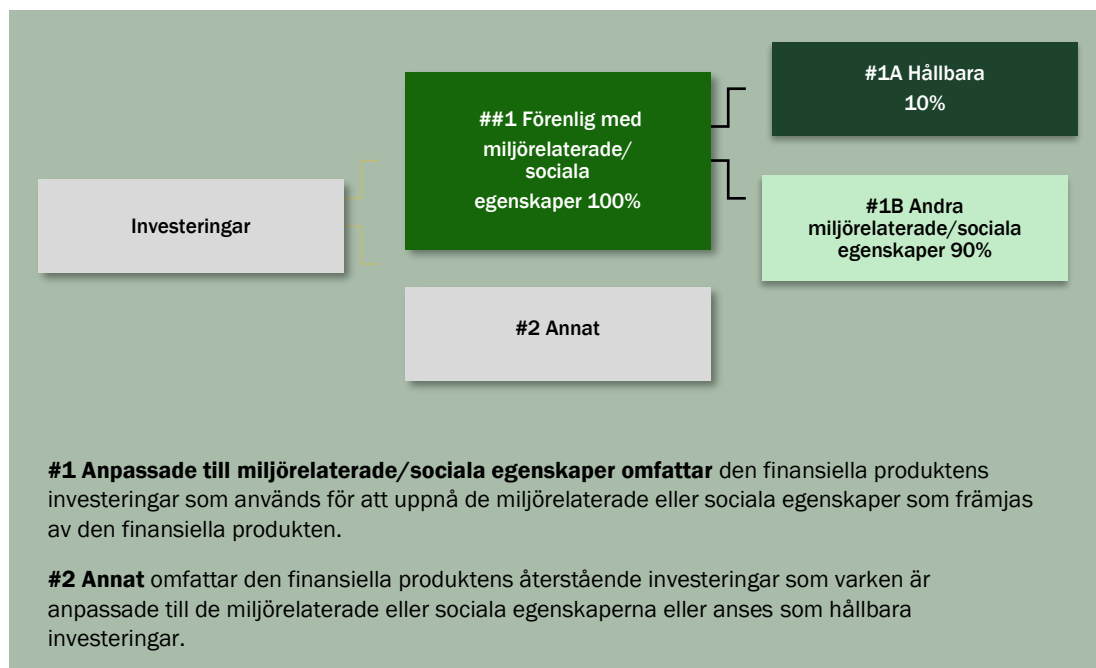 #1A Hållbara
10%
##1 Förenlig med
miljörelaterade/
sociala
egenskaper 100%
Investeringar
#1B Andra
miljörelaterade/sociala
egenskaper 90%
#2 Annat
#1 Anpassade till miljörelaterade/sociala egenskaper omfattar den finansiella produktens
investeringar som används för att uppnå de miljörelaterade eller sociala egenskaper som främjas
av den finansiella produkten.
#2 Annat omfattar den finansiella produktens återstående investeringar som varken är
anpassade till de miljörelaterade eller sociala egenskaperna eller anses som hållbara
investeringar.